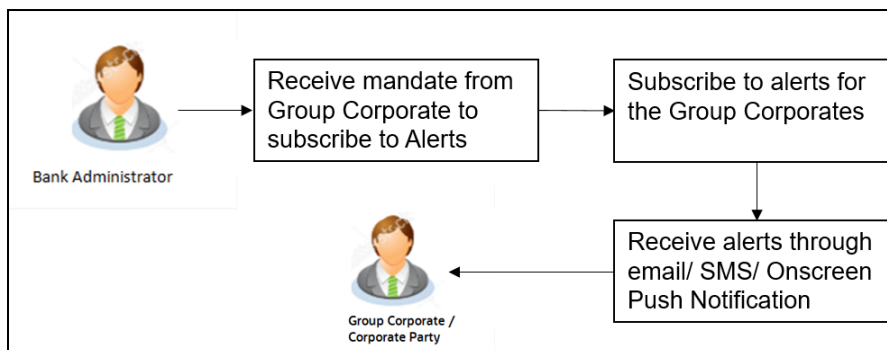 Receive mandate from
Group Corporate to
subscribe to Alerts
Subscribe to alerts for
the Group Corporates
Bank Administrator
Receive alerts through
email/ SMS/ Onscreen
Push Notification
Group Corporate /
Corporate Party